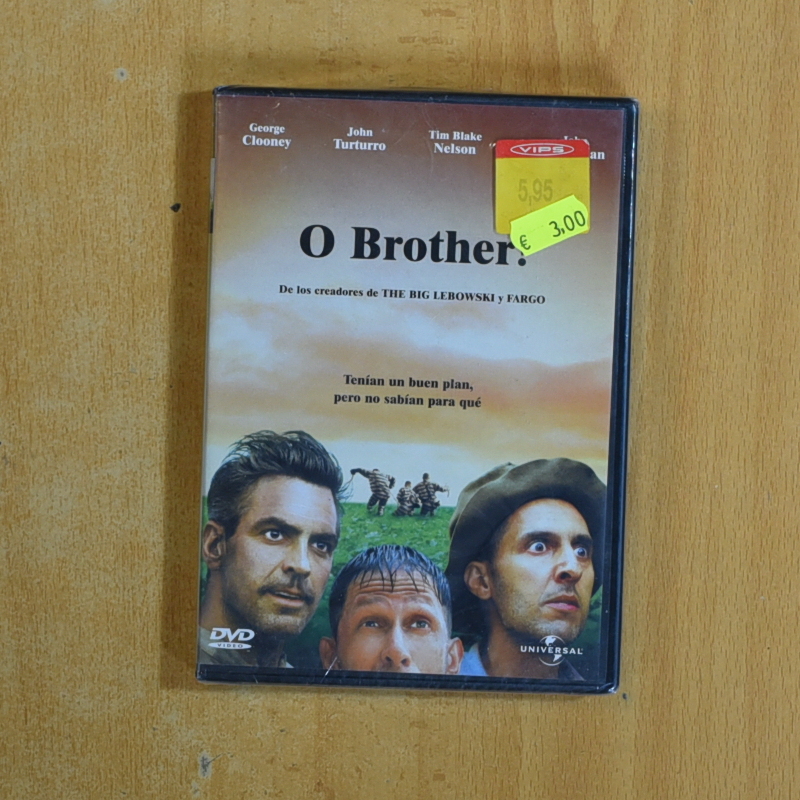 George
Clooney
John
Turturro
Tim Blake
Nelson
VIPS
5,95
€ 3,00
O Brother!
De los creadores de THE BIG LEBOWSKI y FARGO
Tenían un buen plan,
pero no sabían para qué
DVD
VIDEO
UNIVERSAL